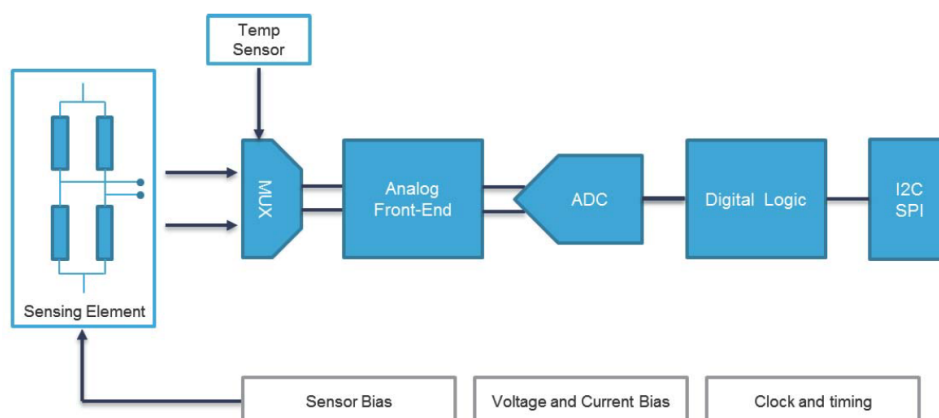 Temp
Sensor
MUX
Analog
Front-End
ADC
Digital Logic
I2C
SPI
Sensing Element
Sensor Bias
Voltage and Current Bias
Clock and timing